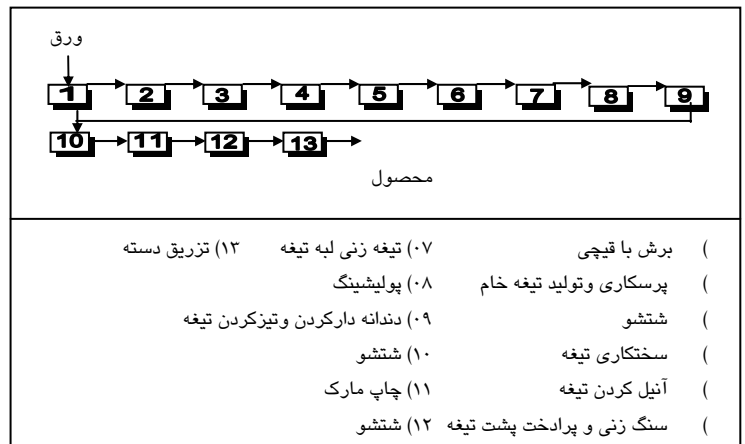 ورق
1 2 3 4 5 6 7 8 9
10 11 12 13
محصول
( برش با قیچی ۰۷) تیغه زنی لبه تیغه ۱۳) تزریق دسته
( پرسکاری وتولید تیغه خام ۰۸) پولیشینگ
( شتشو ۰۹) دندانه دارکردن وتیزکردن تیغه
( سختکاری تیغه ۱۰) شتشو
( آنیل کردن تیغه ۱۱) چاپ مارک
( سنگ زنی و پرادخت پشت تیغه ۱۲) شتشو